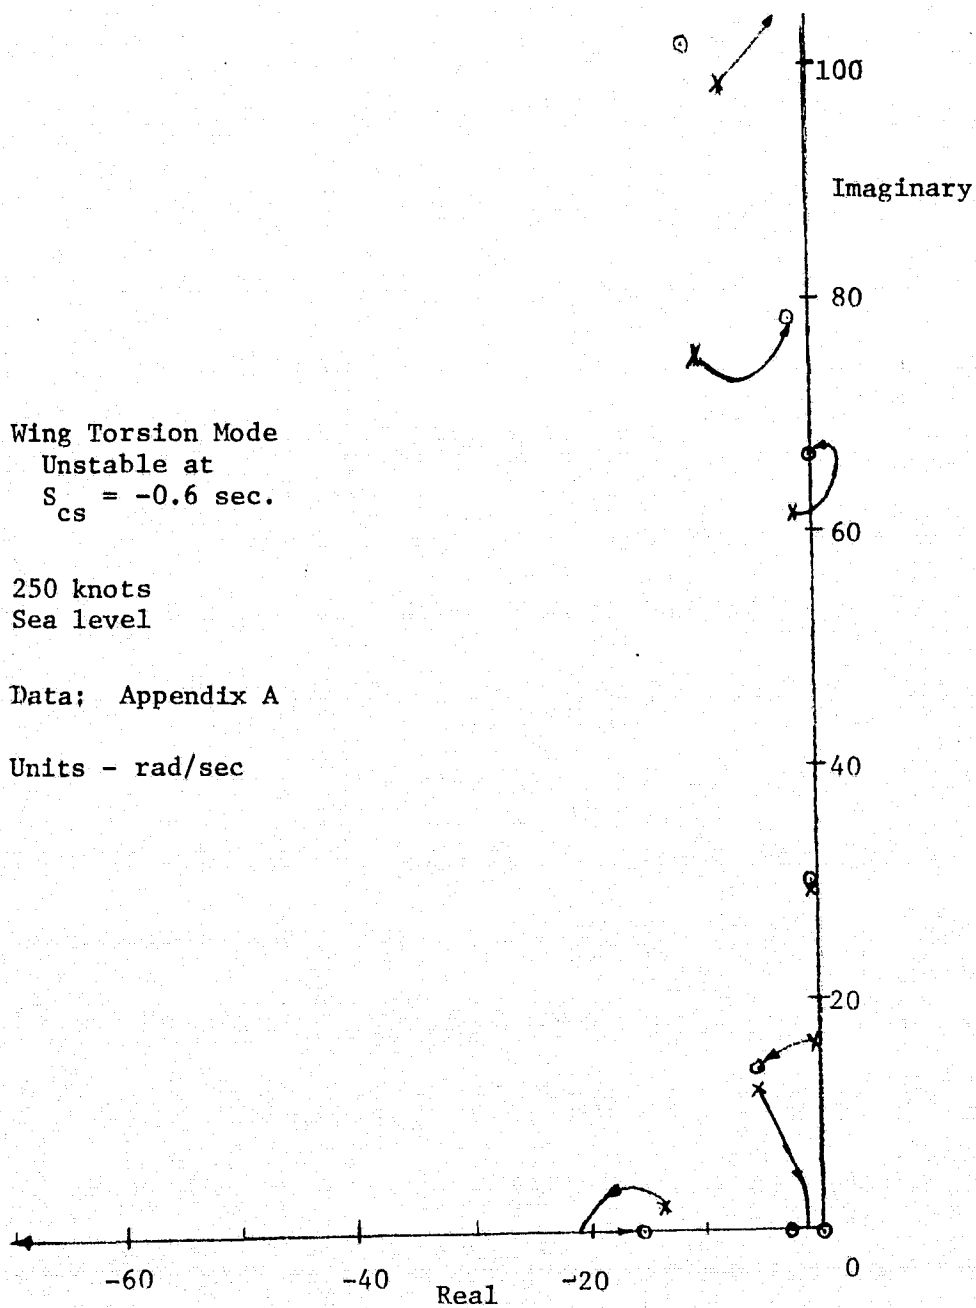 100
Imaginary
80
Wing Torsion Mode
Unstable at
S_cs = -0.6 sec.
60
250 knots
Sea level
Data; Appendix A
40
Units - rad/sec
20
-60
-40
-20
0
Real